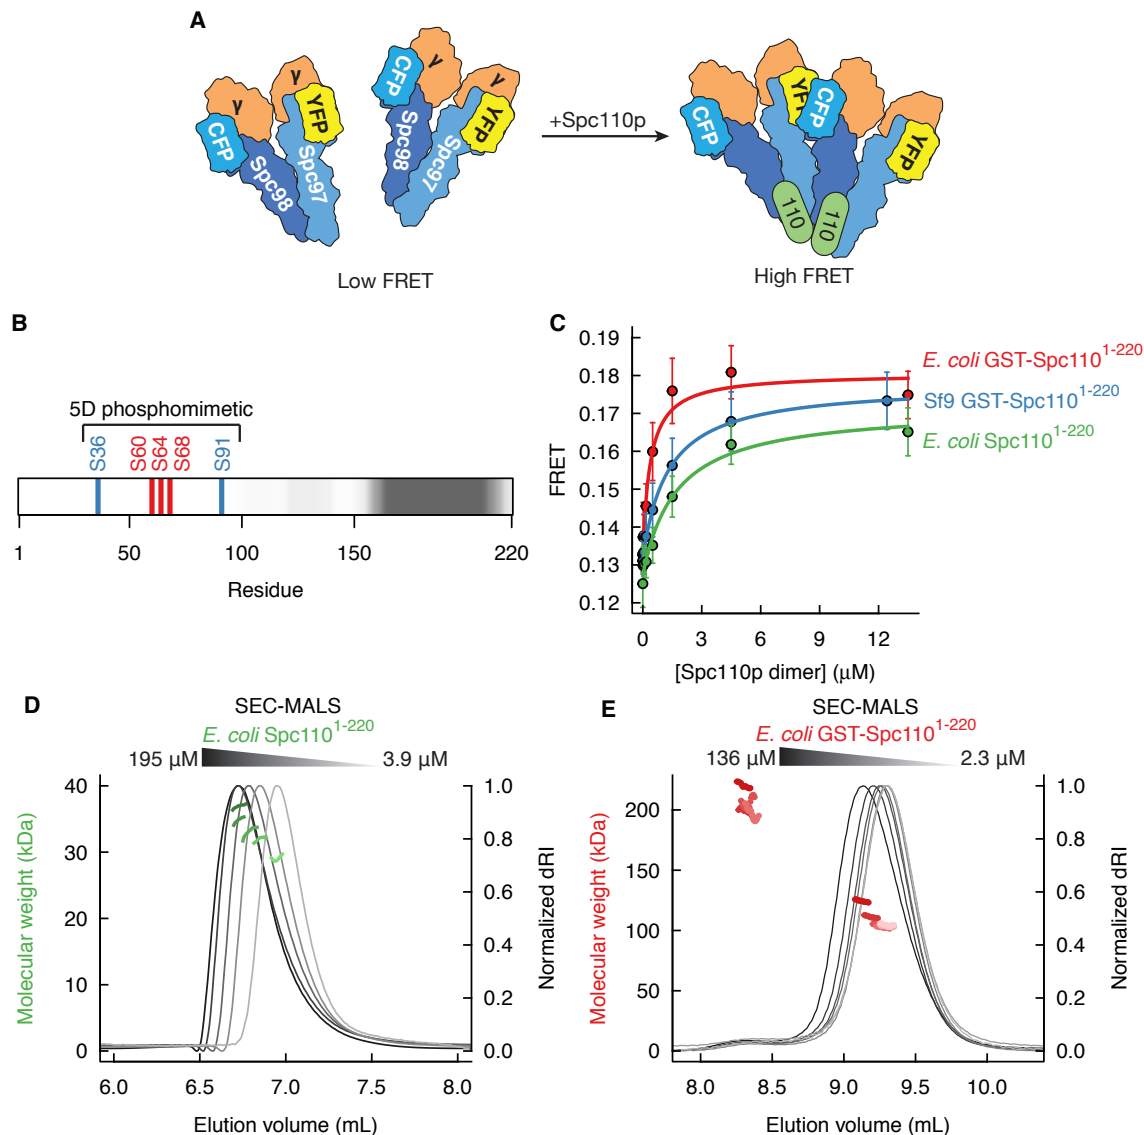 A
γ
γ
CFP
YFP
Spc98
Spc97
CFP
γ
γ
YFP
Spc98
Spc97
+Spc110p
CFP
YFP
CFP
YFP
110
110
Low FRET
High FRET
B
5D phosphomimetic
S36
S60
S64
S68
S91
1
50
100
150
220
Residue
C
0.19
0.18
0.17
0.16
0.15
0.14
0.13
0.12
FRET
0
3
6
9
12
[Spc110p dimer] (μM)
E. coli GST-Spc110^1-220
Sf9 GST-Spc110^1-220
E. coli Spc110^1-220
D
SEC-MALS
E. coli Spc110^1-220
195 μM
3.9 μM
Molecular weight (kDa)
40
30
20
10
0
Normalized dRI
1.0
0.8
0.6
0.4
0.2
0.0
6.0
6.5
7.0
7.5
8.0
Elution volume (mL)
E
SEC-MALS
E. coli GST-Spc110^1-220
136 μM
2.3 μM
Molecular weight (kDa)
200
150
100
50
0
Normalized dRI
1.0
0.8
0.6
0.4
0.2
0.0
8.0
8.5
9.0
9.5
10.0
Elution volume (mL)